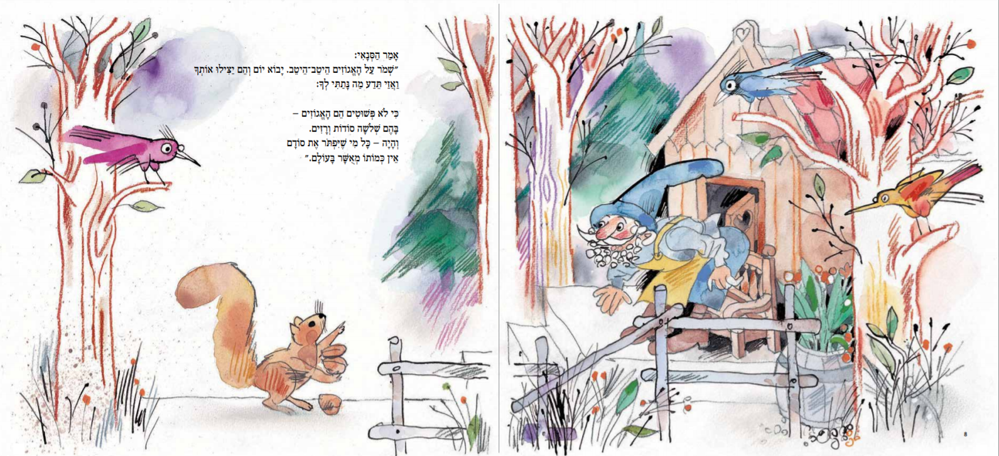 אָמַר הַסְּנָאִי:
״שְׁמֹר עַל הָאֱגוֹזִים הֵיטֵב־הֵיטֵב. יָבוֹא יוֹם וְהֵם יַצִּילוּ אוֹתְךָ
וַאֲזַי תֵּדַע מַה נָּתַתִּי לְךָ:
כִּי לֹא פְּשׁוּטִים הֵם הָאֱגוֹזִים –
בָּהֶם שְׁלֹשָׁה סוֹדוֹת וְרָזִים.
וְהָיָה – כָּל מִי שֶׁיִּפְתֹּר אֶת סוֹדָם
אֵין כְּמוֹתוֹ מְאֻשָּׁר בָּעוֹלָם.״
8